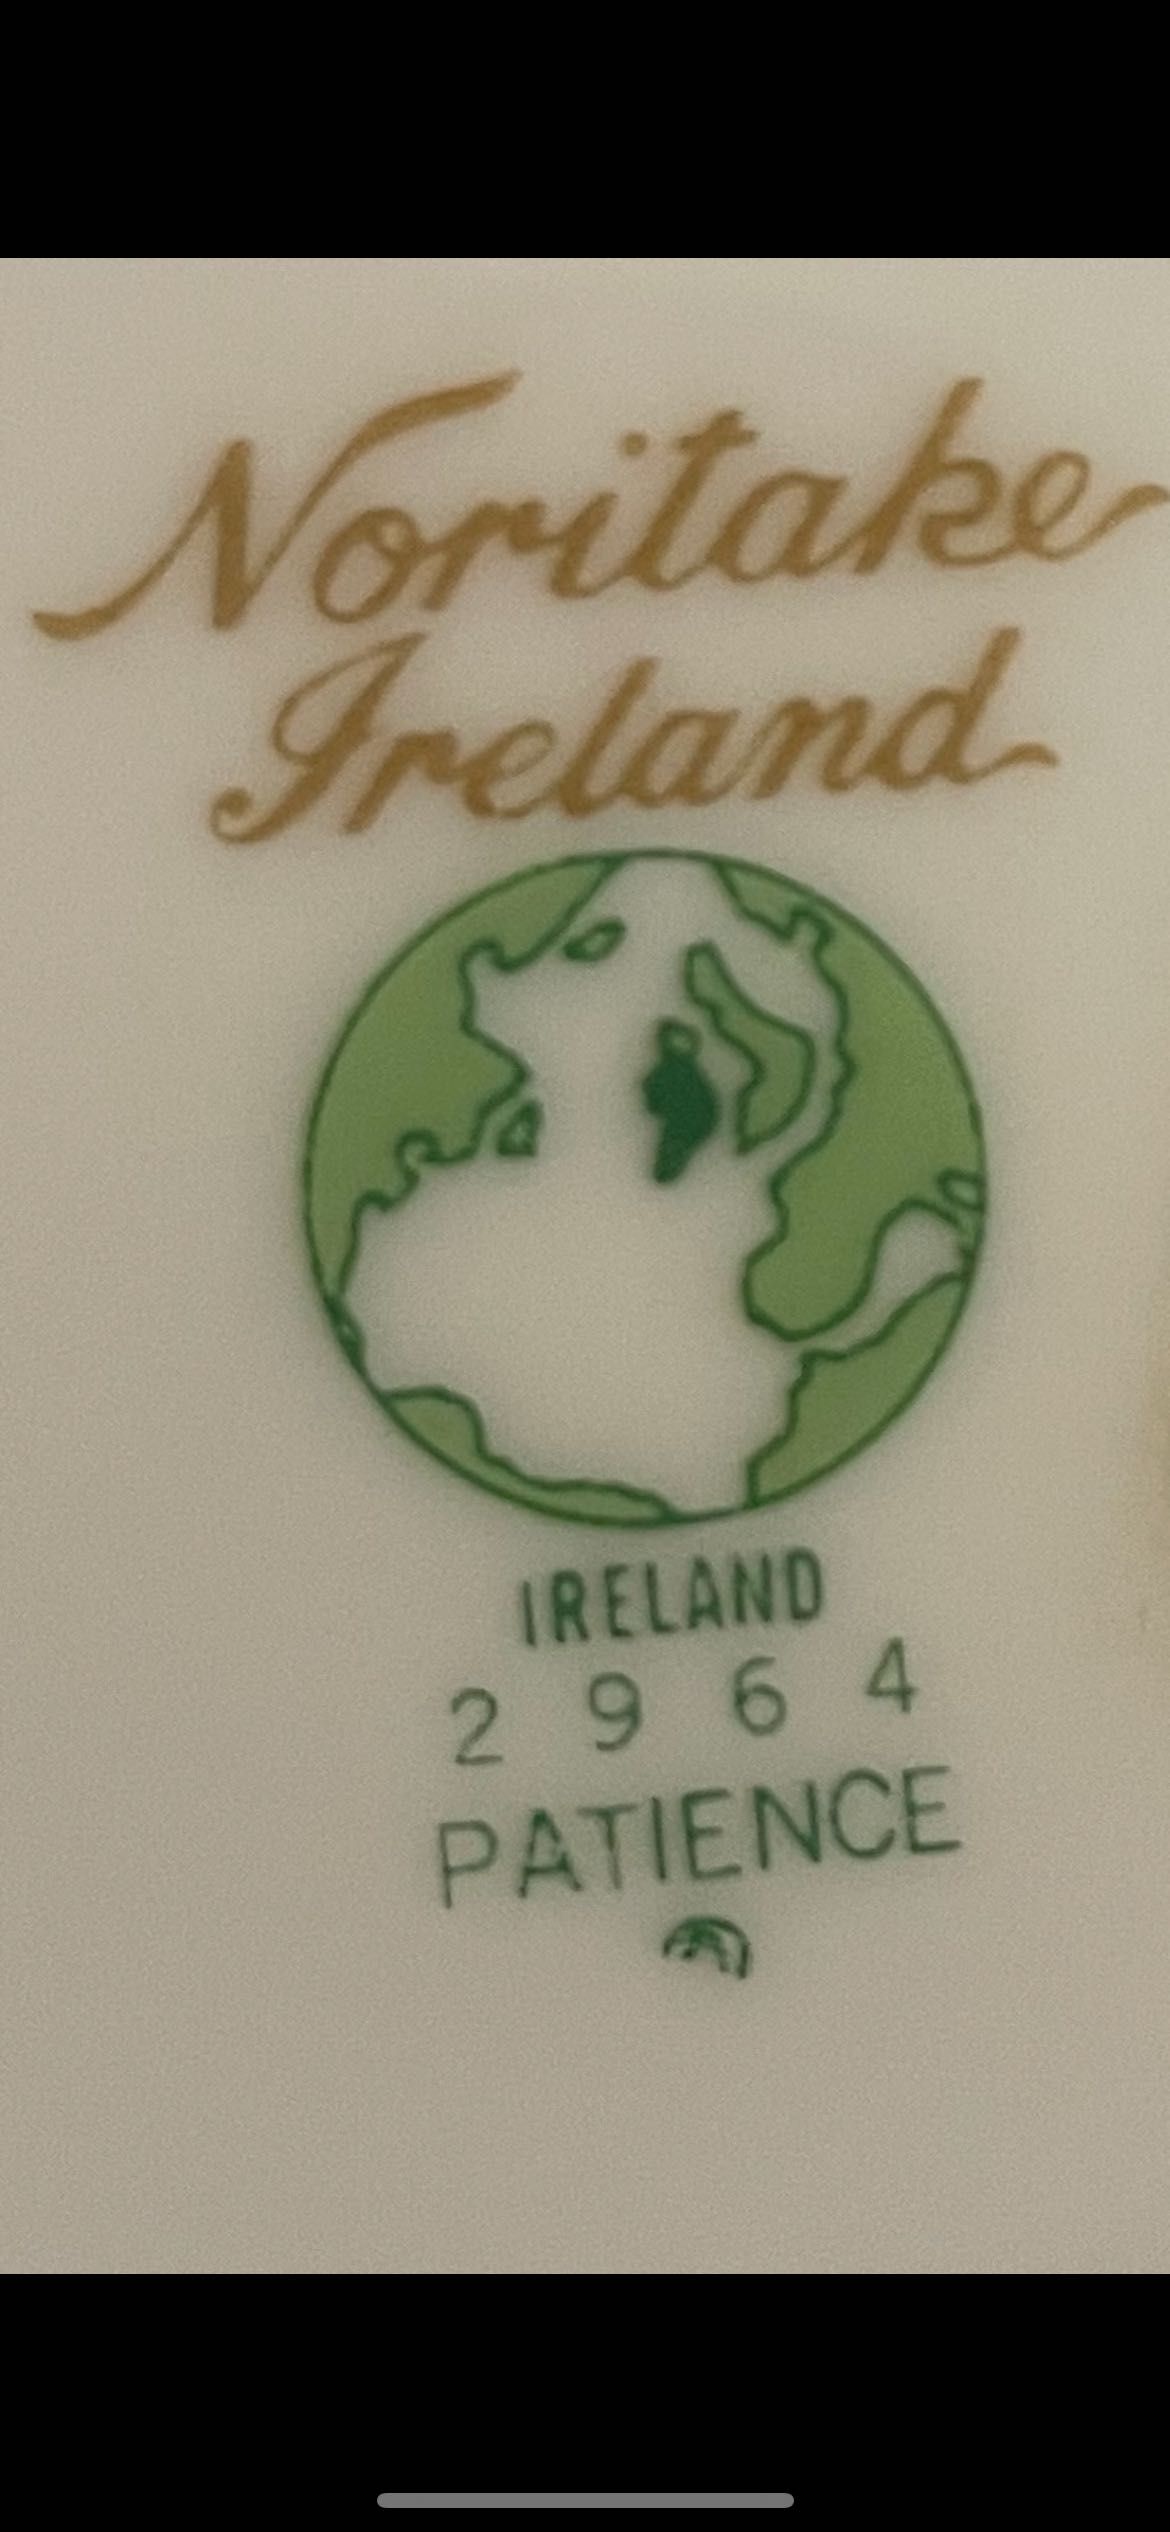 Noritake
Ireland
IRELAND
2964
PATIENCE